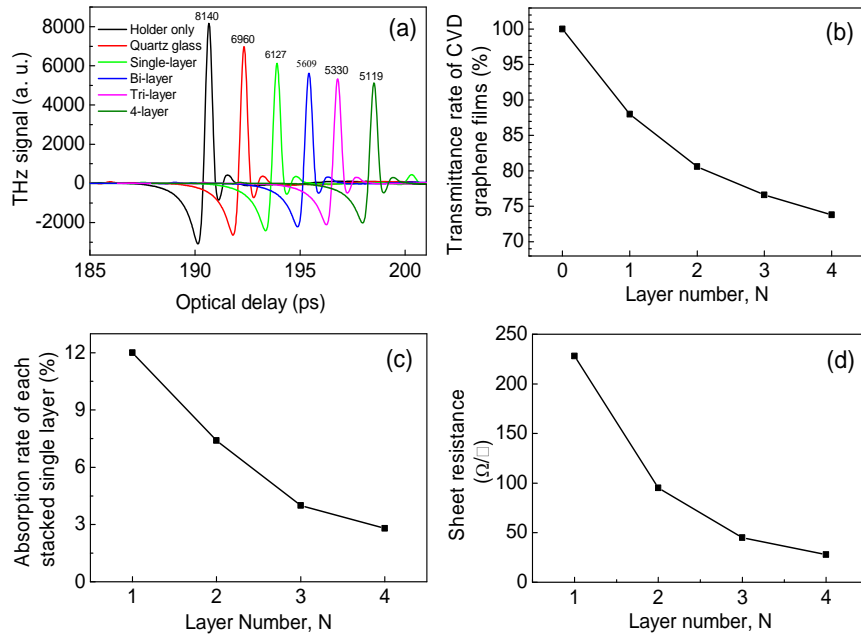 (a)
8140
6960
6127
5609
5330
5119
Holder only
Quartz glass
Single-layer
Bi-layer
Tri-layer
4-layer
THz signal (a. u.)
8000
6000
4000
2000
0
-2000
185
190
195
200
Optical delay (ps)
(b)
Transmittance rate of CVD
graphene films (%)
100
95
90
85
80
75
70
0
1
2
3
4
Layer number, N
(c)
Absorption rate of each
stacked single layer (%)
12
9
6
3
0
1
2
3
4
Layer Number, N
(d)
Sheet resistance
(Ω/□)
250
200
150
100
50
0
1
2
3
4
Layer number, N